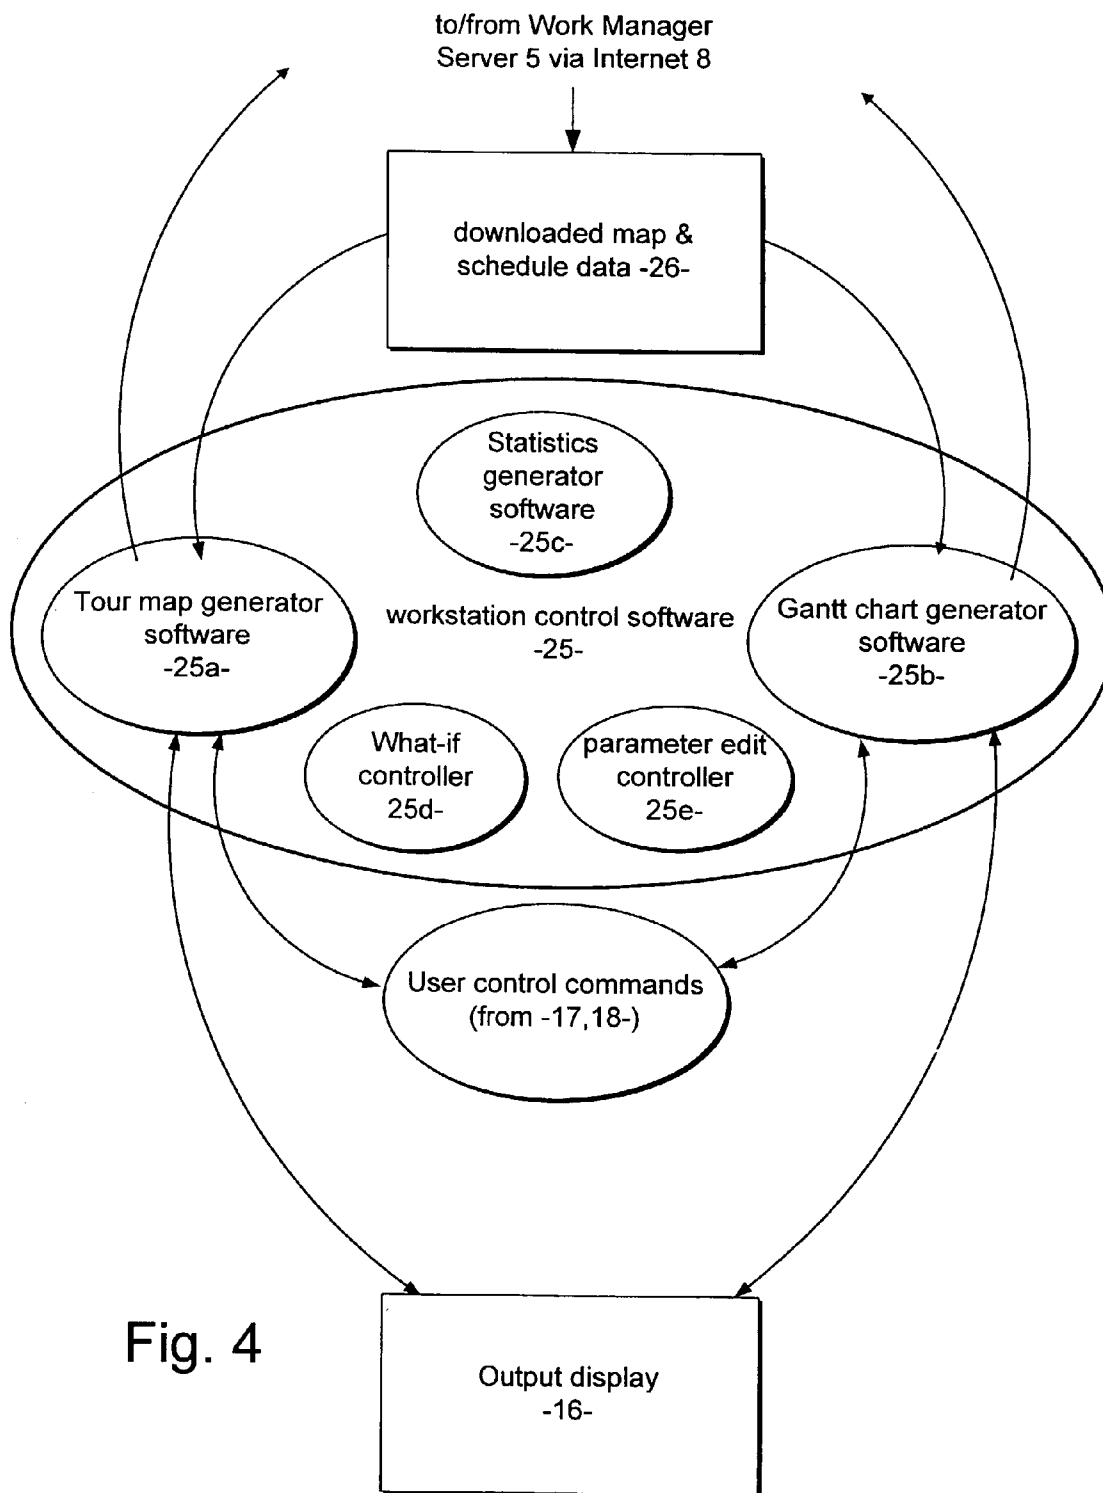 to/from Work Manager
Server 5 via Internet 8
downloaded map &
schedule data -26-
Statistics
generator
software
-25c-
Tour map generator
software
-25a-
workstation control software
-25-
Gantt chart generator
software
-25b-
What-if
controller
25d-
parameter edit
controller
25e-
User control commands
(from -17,18-)
Fig. 4
Output display
-16-